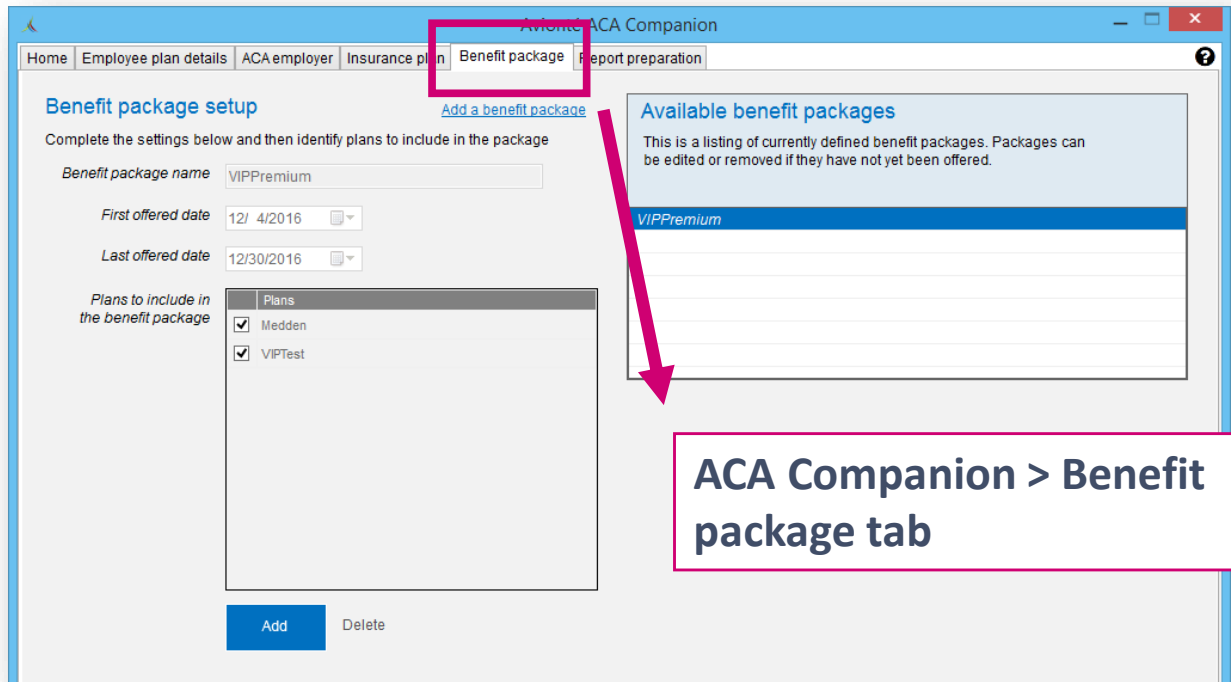 Avionté ACA Companion
Home Employee plan details ACA employer Insurance plan Benefit package Report preparation
Benefit package setup
Add a benefit package
Complete the settings below and then identify plans to include in the package
Benefit package name VIPPremium
First offered date 12/ 4/2016
Last offered date 12/30/2016
Plans to include in
the benefit package
Plans
Medden
VIPTest
Add Delete
Available benefit packages
This is a listing of currently defined benefit packages. Packages can
be edited or removed if they have not yet been offered.
VIPPremium
ACA Companion > Benefit
package tab